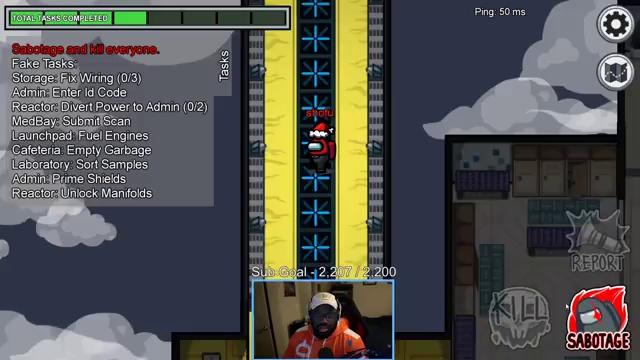 TOTAL TASKS COMPLETED
Ping: 50 ms
Sabotage and kill everyone.
Fake Tasks:
Storage: Fix Wiring (0/3)
Admin: Enter Id Code
Reactor: Divert Power to Admin (0/2)
MedBay: Submit Scan
Launchpad: Fuel Engines
Cafeteria: Empty Garbage
Laboratory: Sort Samples
Admin: Prime Shields
Reactor: Unlock Manifolds
Tasks
shofu
REPORT
Sub Goal - 2,207 / 2,200
KILL
SABOTAGE